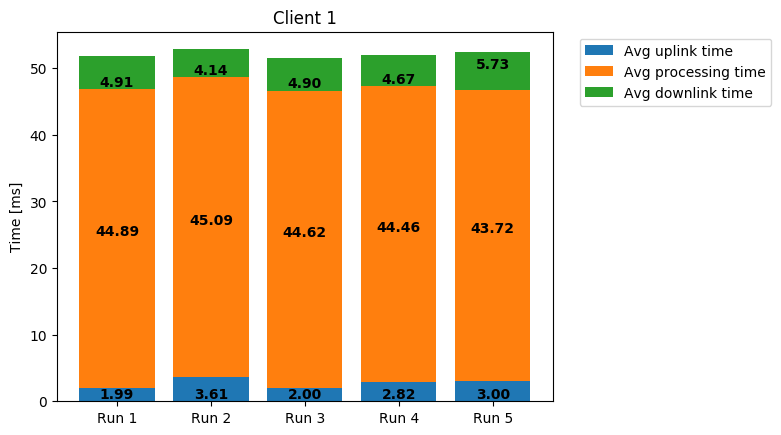 Client 1
Time [ms]
50
40
30
20
10
0
4.91
4.14
4.90
4.67
5.73
44.89
45.09
44.62
44.46
43.72
1.99
3.61
2.00
2.82
3.00
Run 1
Run 2
Run 3
Run 4
Run 5
Avg uplink time
Avg processing time
Avg downlink time